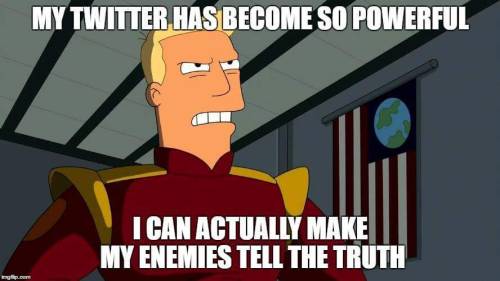 MY TWITTER HAS BECOME SO POWERFUL
I CAN ACTUALLY MAKE
MY ENEMIES TELL THE TRUTH
imgflip.com